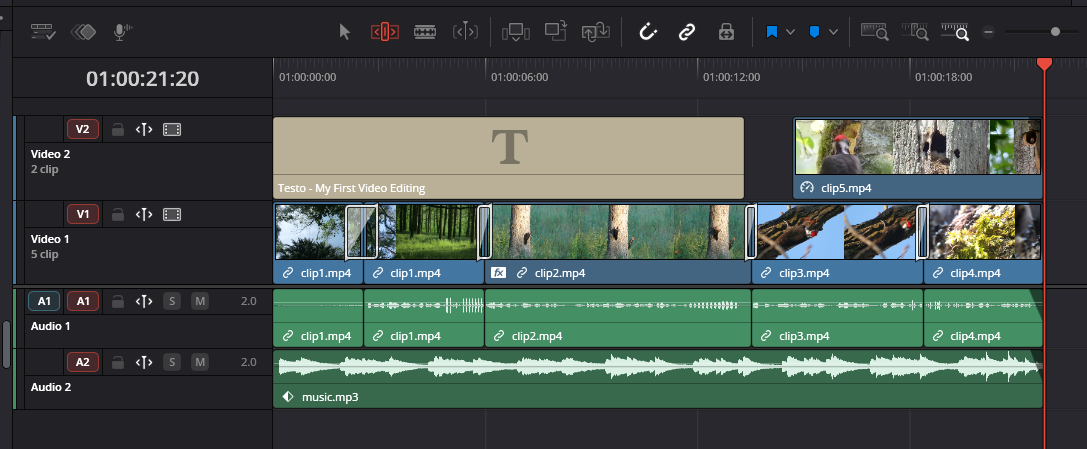 01:00:21:20
01:00:00:00
01:00:06:00
01:00:12:00
01:00:18:00
V2
Video 2
2 clip
T
Testo - My First Video Editing
clip5.mp4
V1
Video 1
5 clip
clip1.mp4
clip1.mp4
fx
clip2.mp4
clip3.mp4
clip4.mp4
A1
A1
S
M
2.0
Audio 1
clip1.mp4
clip1.mp4
clip2.mp4
clip3.mp4
clip4.mp4
A2
S
M
2.0
Audio 2
music.mp3